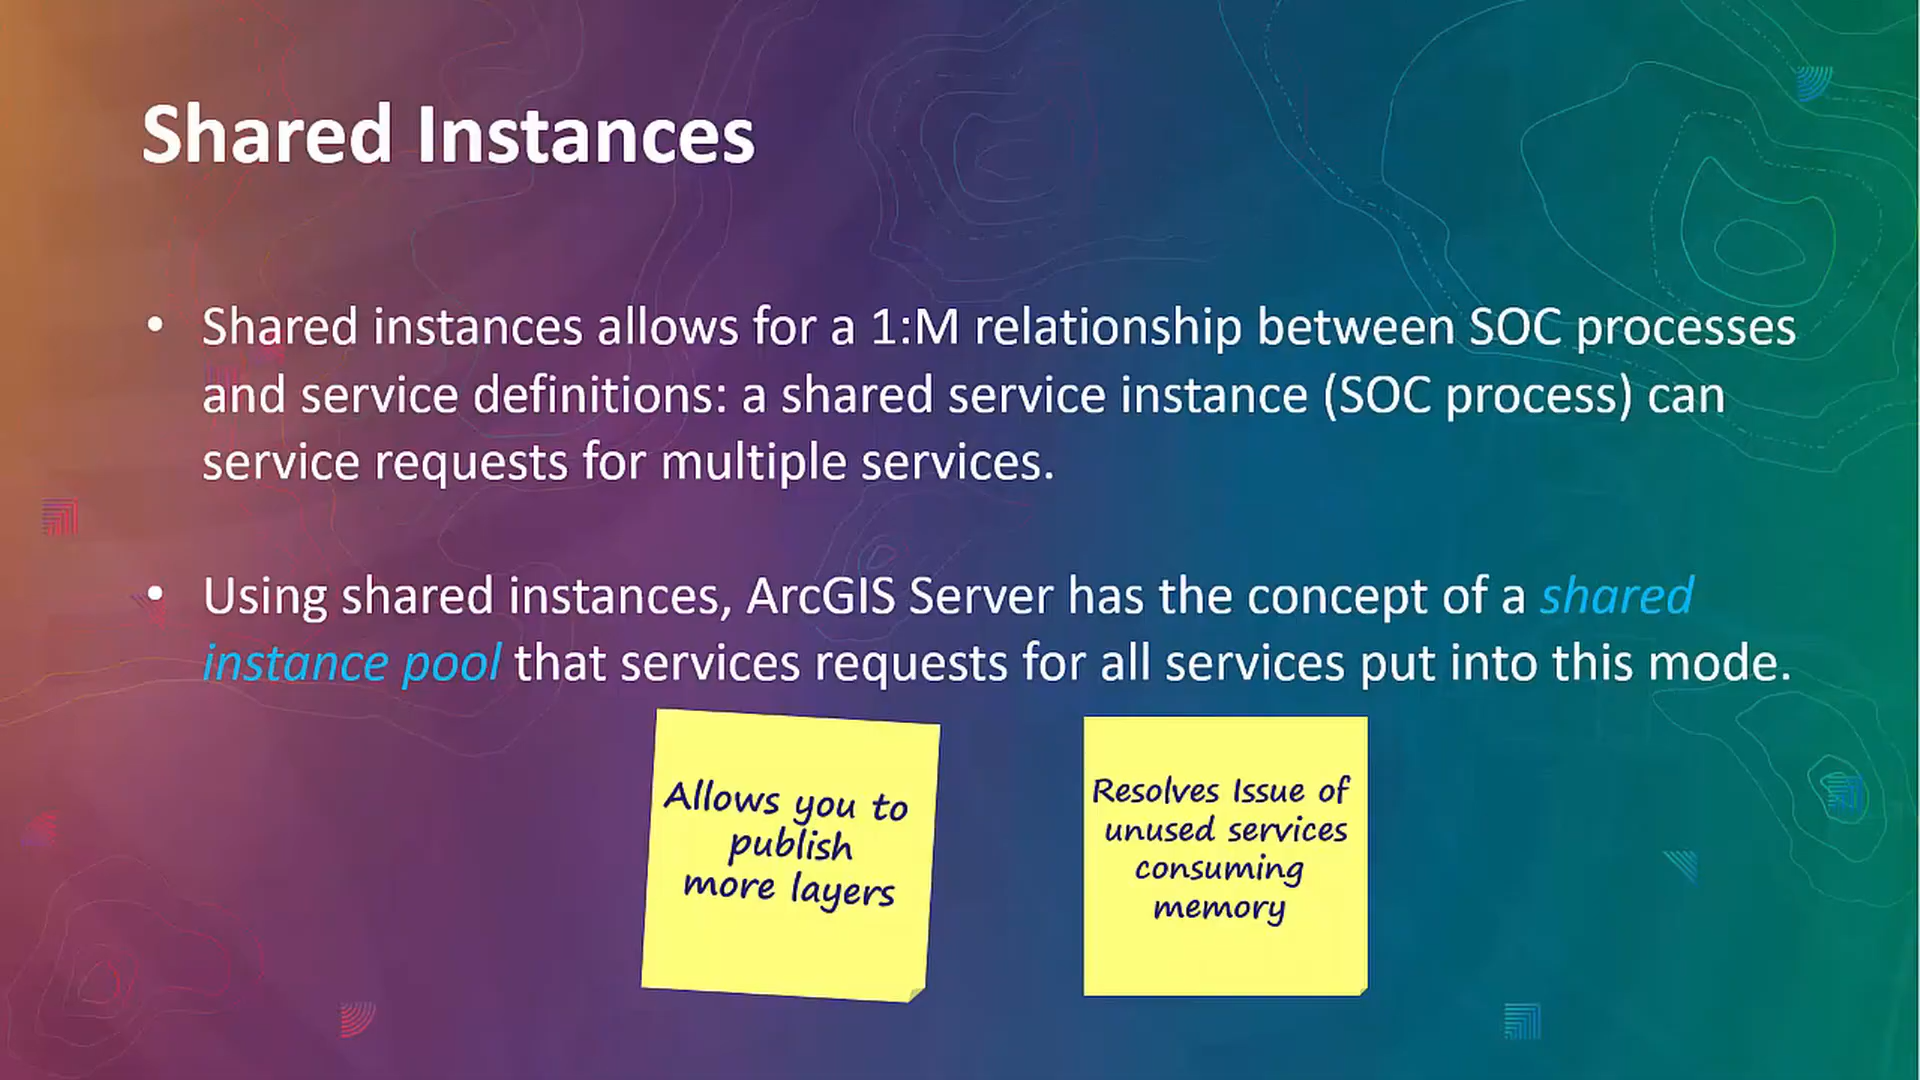 Shared Instances
• Shared instances allows for a 1:M relationship between SOC processes
and service definitions: a shared service instance (SOC process) can
service requests for multiple services.
• Using shared instances, ArcGIS Server has the concept of a shared
instance pool that services requests for all services put into this mode.
Allows you to
publish
more layers
Resolves Issue of
unused services
consuming
memory